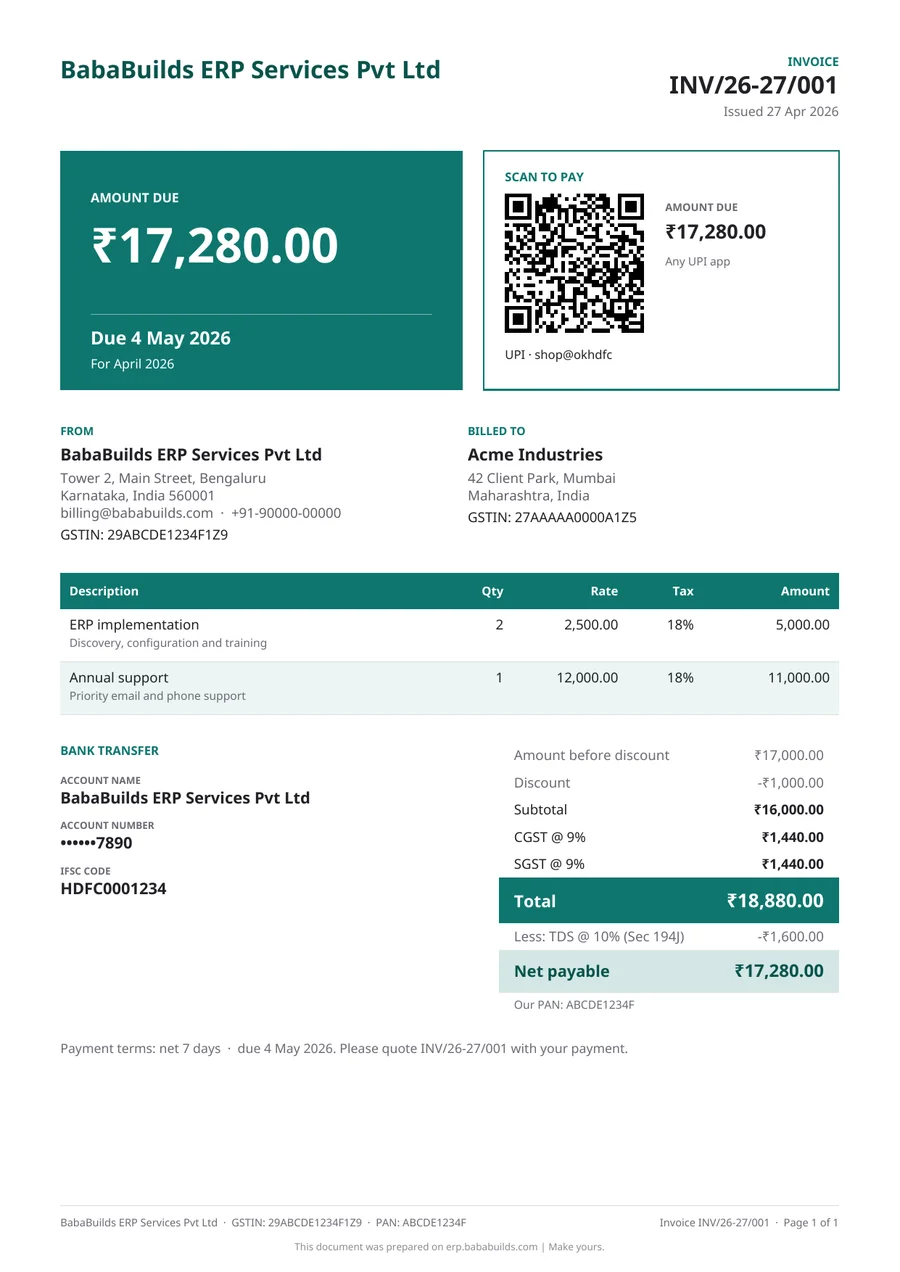 BabaBuilds ERP Services Pvt Ltd
INVOICE
INV/26-27/001
Issued 27 Apr 2026
AMOUNT DUE
₹17,280.00
Due 4 May 2026
For April 2026
SCAN TO PAY
AMOUNT DUE
₹17,280.00
Any UPI app
UPI · shop@okhdfc
FROM
BabaBuilds ERP Services Pvt Ltd
Tower 2, Main Street, Bengaluru
Karnataka, India 560001
billing@bababuilds.com · +91-90000-00000
GSTIN: 29ABCDE1234F1Z9
BILLED TO
Acme Industries
42 Client Park, Mumbai
Maharashtra, India
GSTIN: 27AAAAA0000A1Z5
Description Qty Rate Tax Amount
ERP implementation 2 2,500.00 18% 5,000.00
Discovery, configuration and training
Annual support 1 12,000.00 18% 11,000.00
Priority email and phone support
BANK TRANSFER
ACCOUNT NAME
BabaBuilds ERP Services Pvt Ltd
ACCOUNT NUMBER
••••••7890
IFSC CODE
HDFC0001234
Amount before discount ₹17,000.00
Discount -₹1,000.00
Subtotal ₹16,000.00
CGST @ 9% ₹1,440.00
SGST @ 9% ₹1,440.00
Total ₹18,880.00
Less: TDS @ 10% (Sec 194J) -₹1,600.00
Net payable ₹17,280.00
Our PAN: ABCDE1234F
Payment terms: net 7 days · due 4 May 2026. Please quote INV/26-27/001 with your payment.
BabaBuilds ERP Services Pvt Ltd · GSTIN: 29ABCDE1234F1Z9 · PAN: ABCDE1234F
Invoice INV/26-27/001 · Page 1 of 1
This document was prepared on erp.bababuilds.com | Make yours.